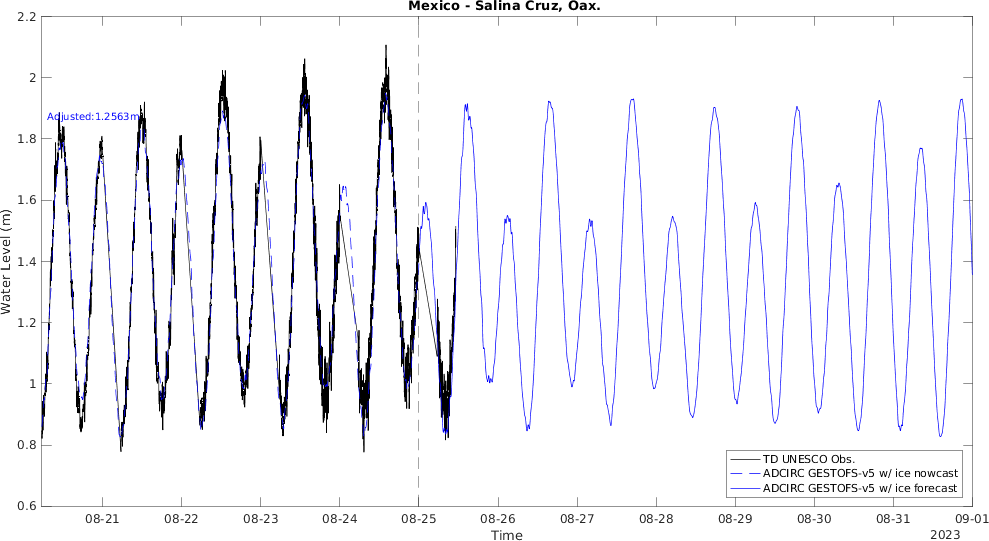 Mexico - Salina Cruz, Oax.
2.2
2
1.8
1.6
1.4
1.2
1
0.8
0.6
Water Level (m)
Adjusted:1.2563m
TD UNESCO Obs.
ADCIRC GESTOFS-v5 w/ ice nowcast
ADCIRC GESTOFS-v5 w/ ice forecast
08-21 08-22 08-23 08-24 08-25 08-26 08-27 08-28 08-29 08-30 08-31 09-01
Time
2023